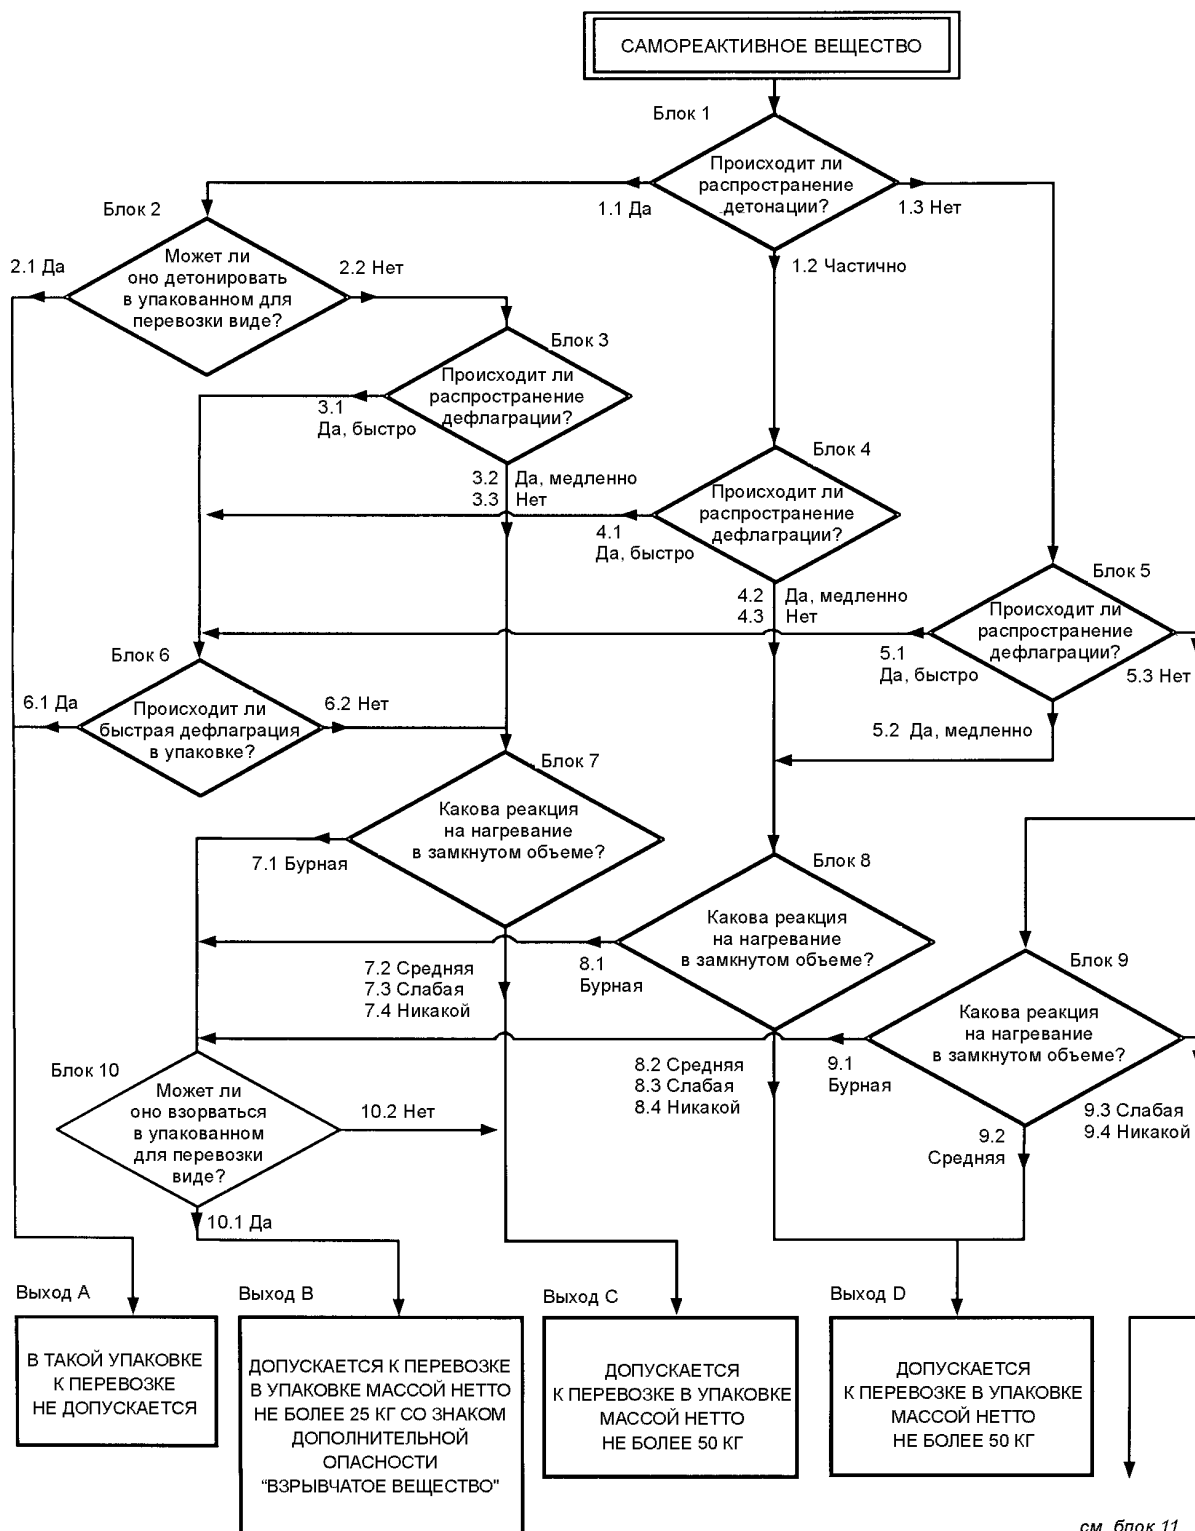 САМОРЕАКТИВНОЕ ВЕЩЕСТВО
Блок 1
Происходит ли
распространение
детонации?
1.1 Да
1.3 Нет
1.2 Частично
Блок 2
Может ли
оно детонировать
в упакованном для
перевозки виде?
2.1 Да
2.2 Нет
Блок 3
Происходит ли
распространение
дефлаграции?
3.1
Да, быстро
3.2 Да, медленно
3.3 Нет
Блок 4
Происходит ли
распространение
дефлаграции?
4.1
Да, быстро
4.2 Да, медленно
4.3 Нет
Блок 5
Происходит ли
распространение
дефлаграции?
5.1
Да, быстро
5.3 Нет
5.2 Да, медленно
Блок 6
Происходит ли
быстрая дефлаграция
в упаковке?
6.1 Да
6.2 Нет
Блок 7
Какова реакция
на нагревание
в замкнутом объеме?
7.1 Бурная
7.2 Средняя
7.3 Слабая
7.4 Никакой
Блок 8
Какова реакция
на нагревание
в замкнутом объеме?
8.1
Бурная
8.2 Средняя
8.3 Слабая
8.4 Никакой
Блок 9
Какова реакция
на нагревание
в замкнутом объеме?
9.1
Бурная
9.2
Средняя
9.3 Слабая
9.4 Никакой
Блок 10
Может ли
оно взорваться
в упакованном
для перевозки
виде?
10.2 Нет
10.1 Да
Выход A
В ТАКОЙ УПАКОВКЕ
К ПЕРЕВОЗКЕ
НЕ ДОПУСКАЕТСЯ
Выход B
ДОПУСКАЕТСЯ К ПЕРЕВОЗКЕ
В УПАКОВКЕ МАССОЙ НЕТТО
НЕ БОЛЕЕ 25 КГ СО ЗНАКОМ
ДОПОЛНИТЕЛЬНОЙ
ОПАСНОСТИ
"ВЗРЫВЧАТОЕ ВЕЩЕСТВО"
Выход C
ДОПУСКАЕТСЯ
К ПЕРЕВОЗКЕ В УПАКОВКЕ
МАССОЙ НЕТТО
НЕ БОЛЕЕ 50 КГ
Выход D
ДОПУСКАЕТСЯ
К ПЕРЕВОЗКЕ В УПАКОВКЕ
МАССОЙ НЕТТО
НЕ БОЛЕЕ 50 КГ
см. блок 11